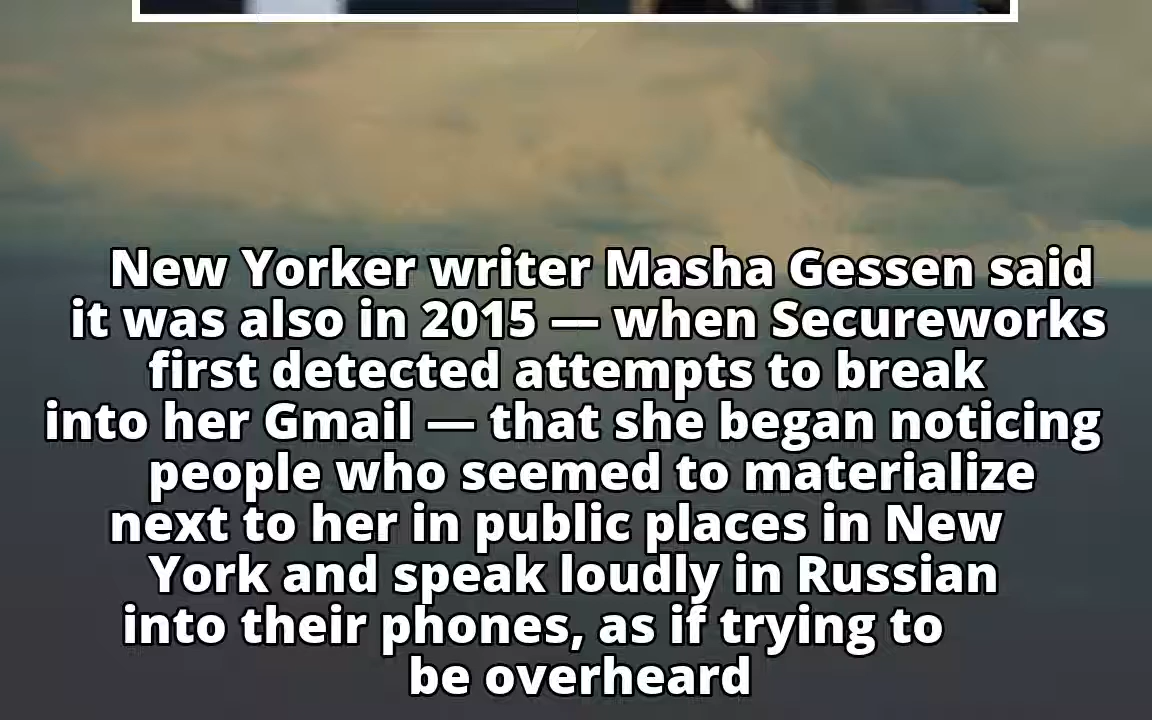 New Yorker writer Masha Gessen said
it was also in 2015 — when Secureworks
first detected attempts to break
into her Gmail — that she began noticing
people who seemed to materialize
next to her in public places in New
York and speak loudly in Russian
into their phones, as if trying to
be overheard